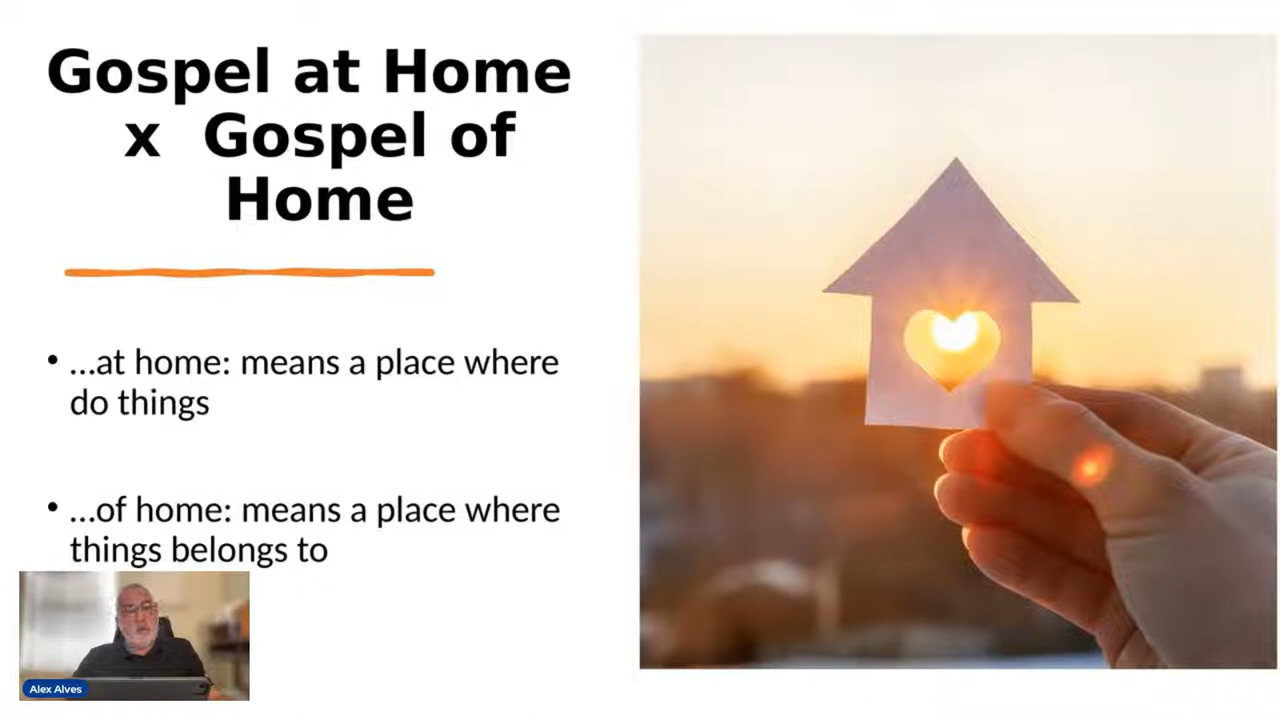 Gospel at Home
x  Gospel of
Home
• ...at home: means a place where
do things
• ...of home: means a place where
things belongs to
Alex Alves